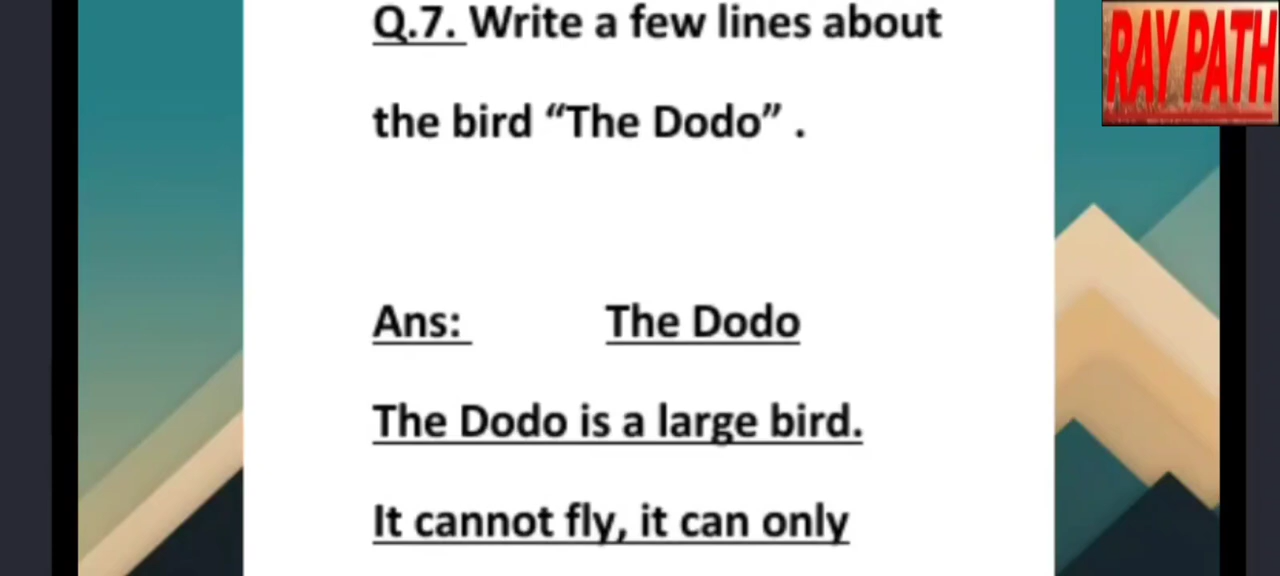 RAY PATH
Q.7. Write a few lines about
the bird “The Dodo” .
Ans: The Dodo
The Dodo is a large bird.
It cannot fly, it can only